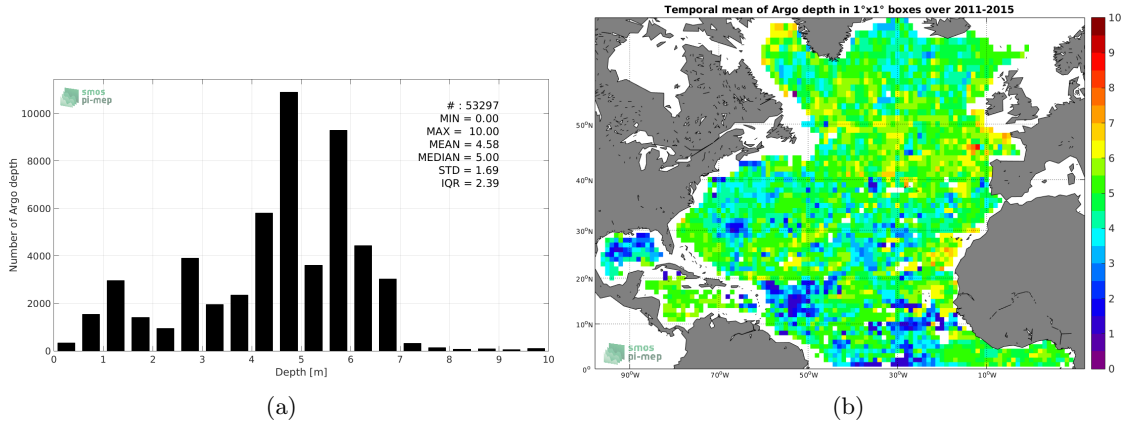 smos
pi-mep
# : 53297
MIN = 0.00
MAX = 10.00
MEAN = 4.58
MEDIAN = 5.00
STD = 1.69
IQR = 2.39
Number of Argo depth
10000
8000
6000
4000
2000
0
0 1 2 3 4 5 6 7 8 9 10
Depth [m]
(a)
Temporal mean of Argo depth in 1°x1° boxes over 2011-2015
50°N
40°N
30°N
20°N
10°N
0°
90°W 70°W 50°W 30°W 10°W
smos
pi-mep
10
9
8
7
6
5
4
3
2
1
0
(b)